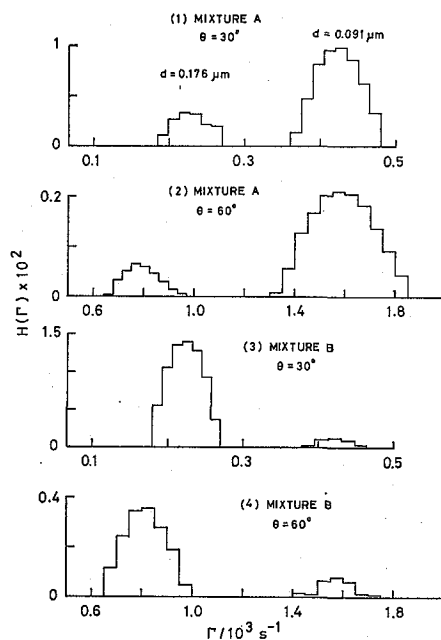 (1) MIXTURE A
θ = 30°
d = 0.176 μm
d = 0.091 μm
1
0
0.1 0.3 0.5
(2) MIXTURE A
θ = 60°
0.2
0
0.6 1.0 1.4 1.8
H(Γ) × 10²
(3) MIXTURE B
θ = 30°
1.5
0
0.1 0.3 0.5
(4) MIXTURE B
θ = 60°
0.4
0
0.6 1.0 1.4 1.8
Γ/10³ s⁻¹